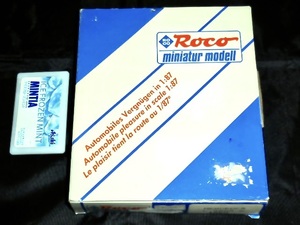 Roco
miniatur modell
Automobiles Vergnügen in 1:87
Automobile pleasure in scale 1:87
Le plaisir tient la route au 1/87e
MINTIA
Asahi